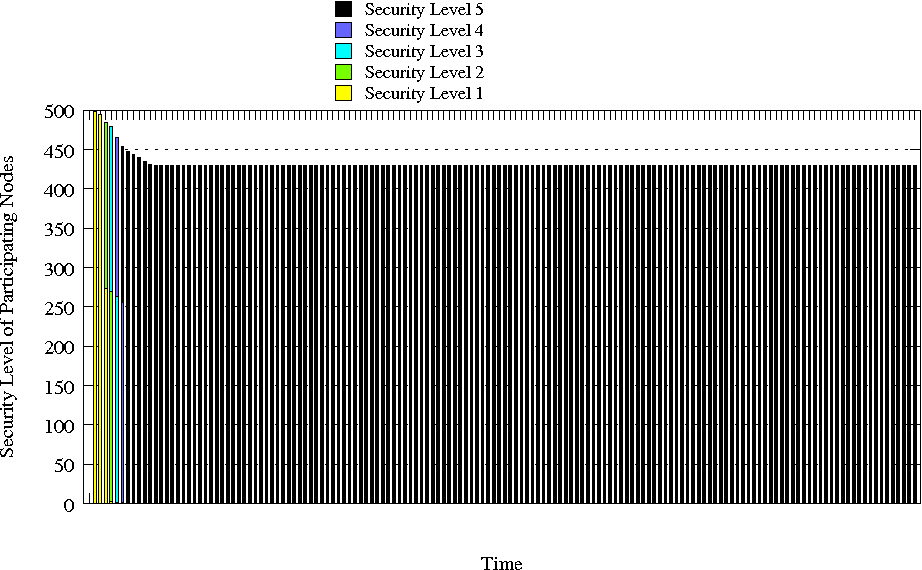 Security Level 5
Security Level 4
Security Level 3
Security Level 2
Security Level 1
Security Level of Participating Nodes
500
450
400
350
300
250
200
150
100
50
0
Time